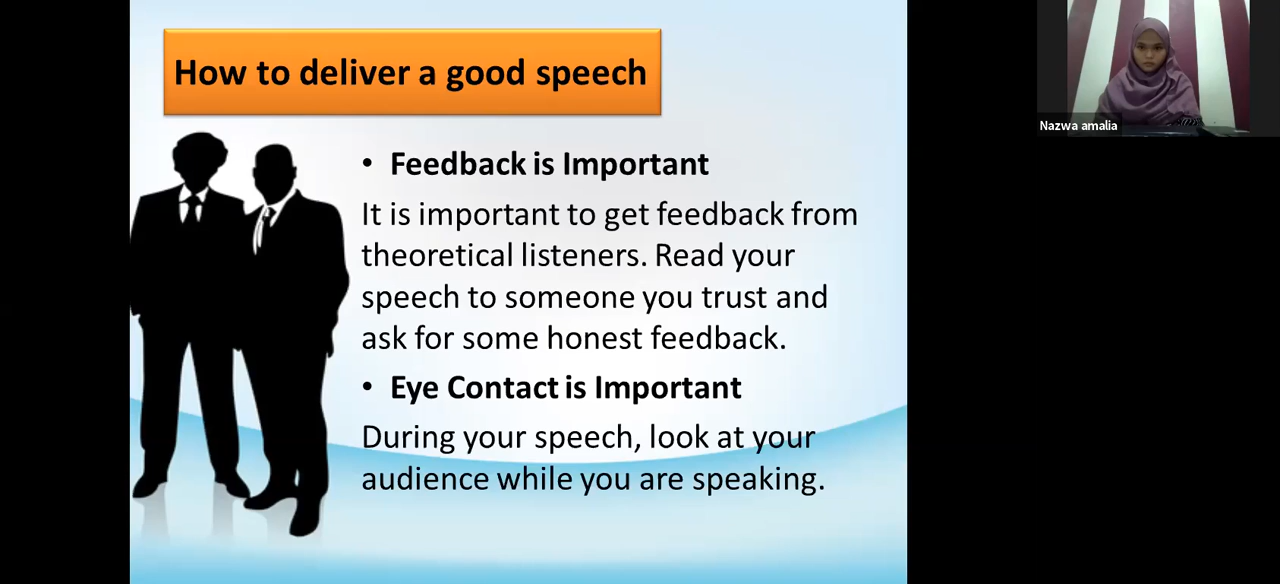 How to deliver a good speech
Nazwa amalia
• Feedback is Important
It is important to get feedback from
theoretical listeners. Read your
speech to someone you trust and
ask for some honest feedback.
• Eye Contact is Important
During your speech, look at your
audience while you are speaking.